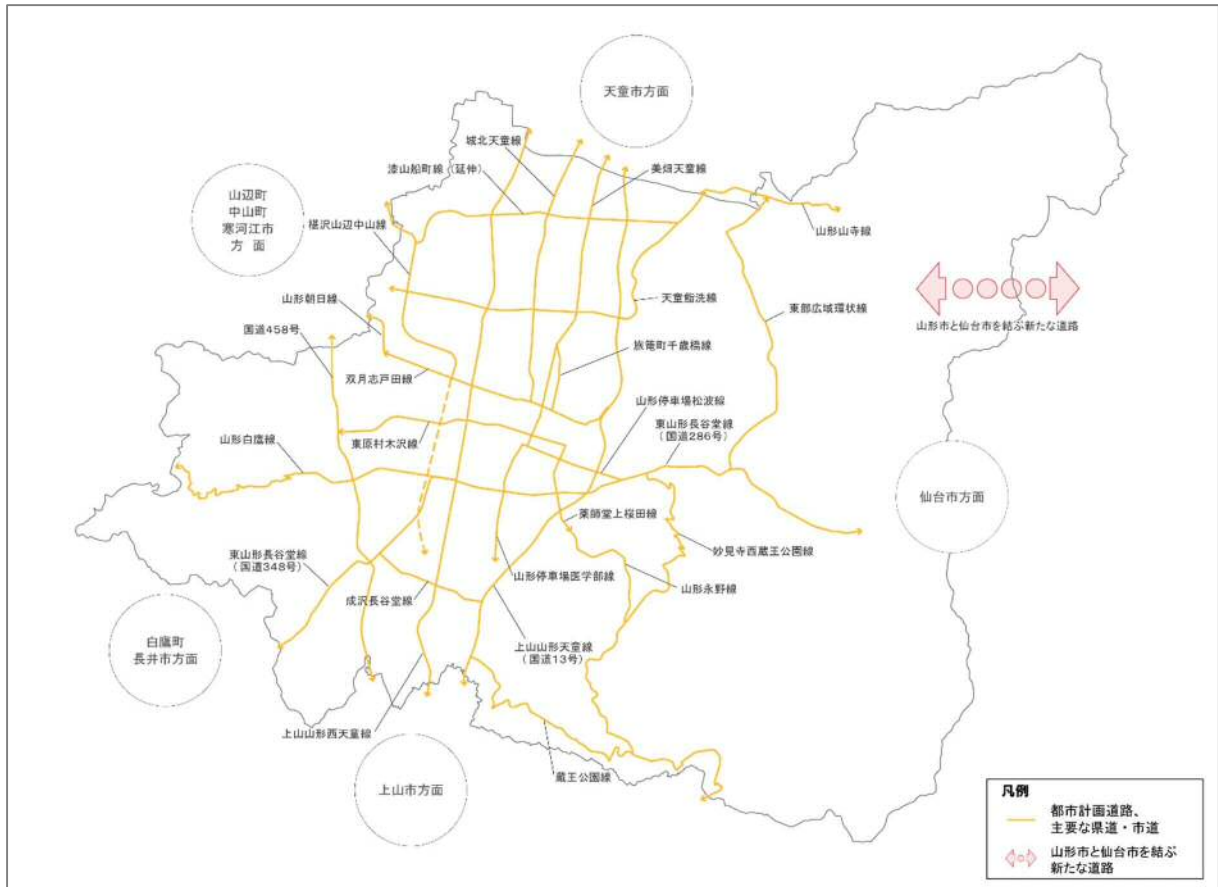 天童市方面
城北天童線
漆山船町線（延伸）
美畑天童線
山辺町
中山町
寒河江市
方 面
椹沢山辺中山線
山形山寺線
山形朝日線
天童鮨洗線
東部広域環状線
国道458号
山形市と仙台市を結ぶ新たな道路
旅篭町千歳橋線
双月志戸田線
山形停車場松波線
東山形長谷堂線
（国道286号）
山形白鷹線
東原村木沢線
仙台市方面
薬師堂上桜田線
妙見寺西蔵王公園線
東山形長谷堂線
（国道348号）
山形停車場医学部線
山形永野線
成沢長谷堂線
白鷹町
長井市方面
上山山形天童線
（国道13号）
上山山形西天童線
蔵王公園線
上山市方面
凡例
都市計画道路、
主要な県道・市道
山形市と仙台市を結ぶ
新たな道路